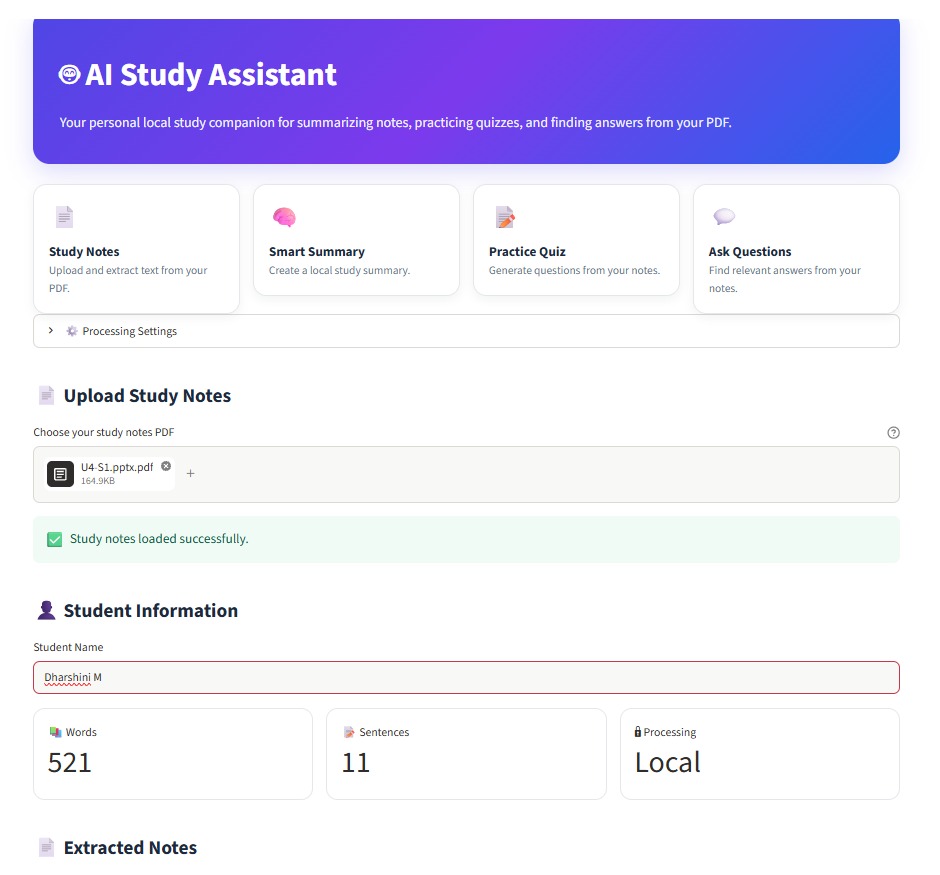 AI Study Assistant
Your personal local study companion for summarizing notes, practicing quizzes, and finding answers from your PDF.
Study Notes
Upload and extract text from your
PDF.
Smart Summary
Create a local study summary.
Practice Quiz
Generate questions from your notes.
Ask Questions
Find relevant answers from your
notes.
Processing Settings
Upload Study Notes
Choose your study notes PDF
U4-S1.pptx.pdf
164.9KB
Study notes loaded successfully.
Student Information
Student Name
Dharshini M
Words
521
Sentences
11
Processing
Local
Extracted Notes